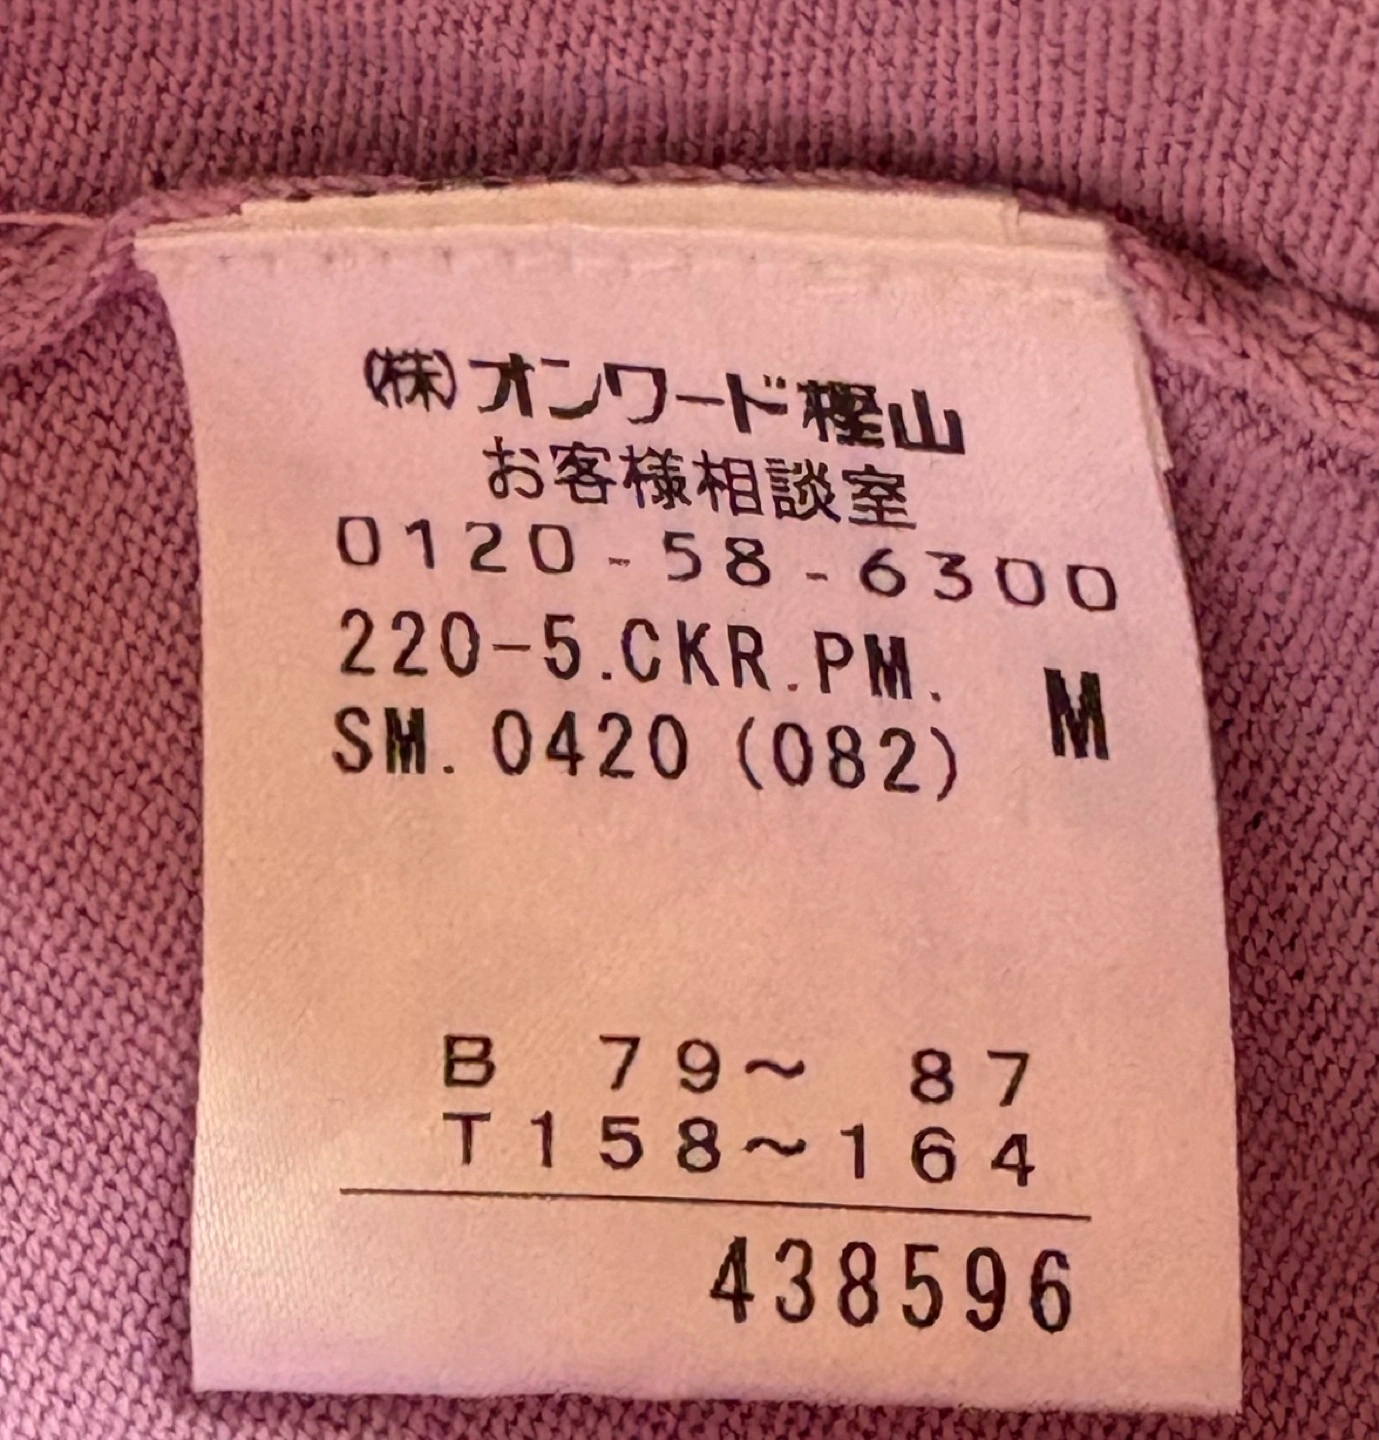 (株)オンワード樫山
お客様相談室
0120-58-6300
220-5.CKR.PM.
M
SM.0420(082)
B 79~ 87
T158~164
438596